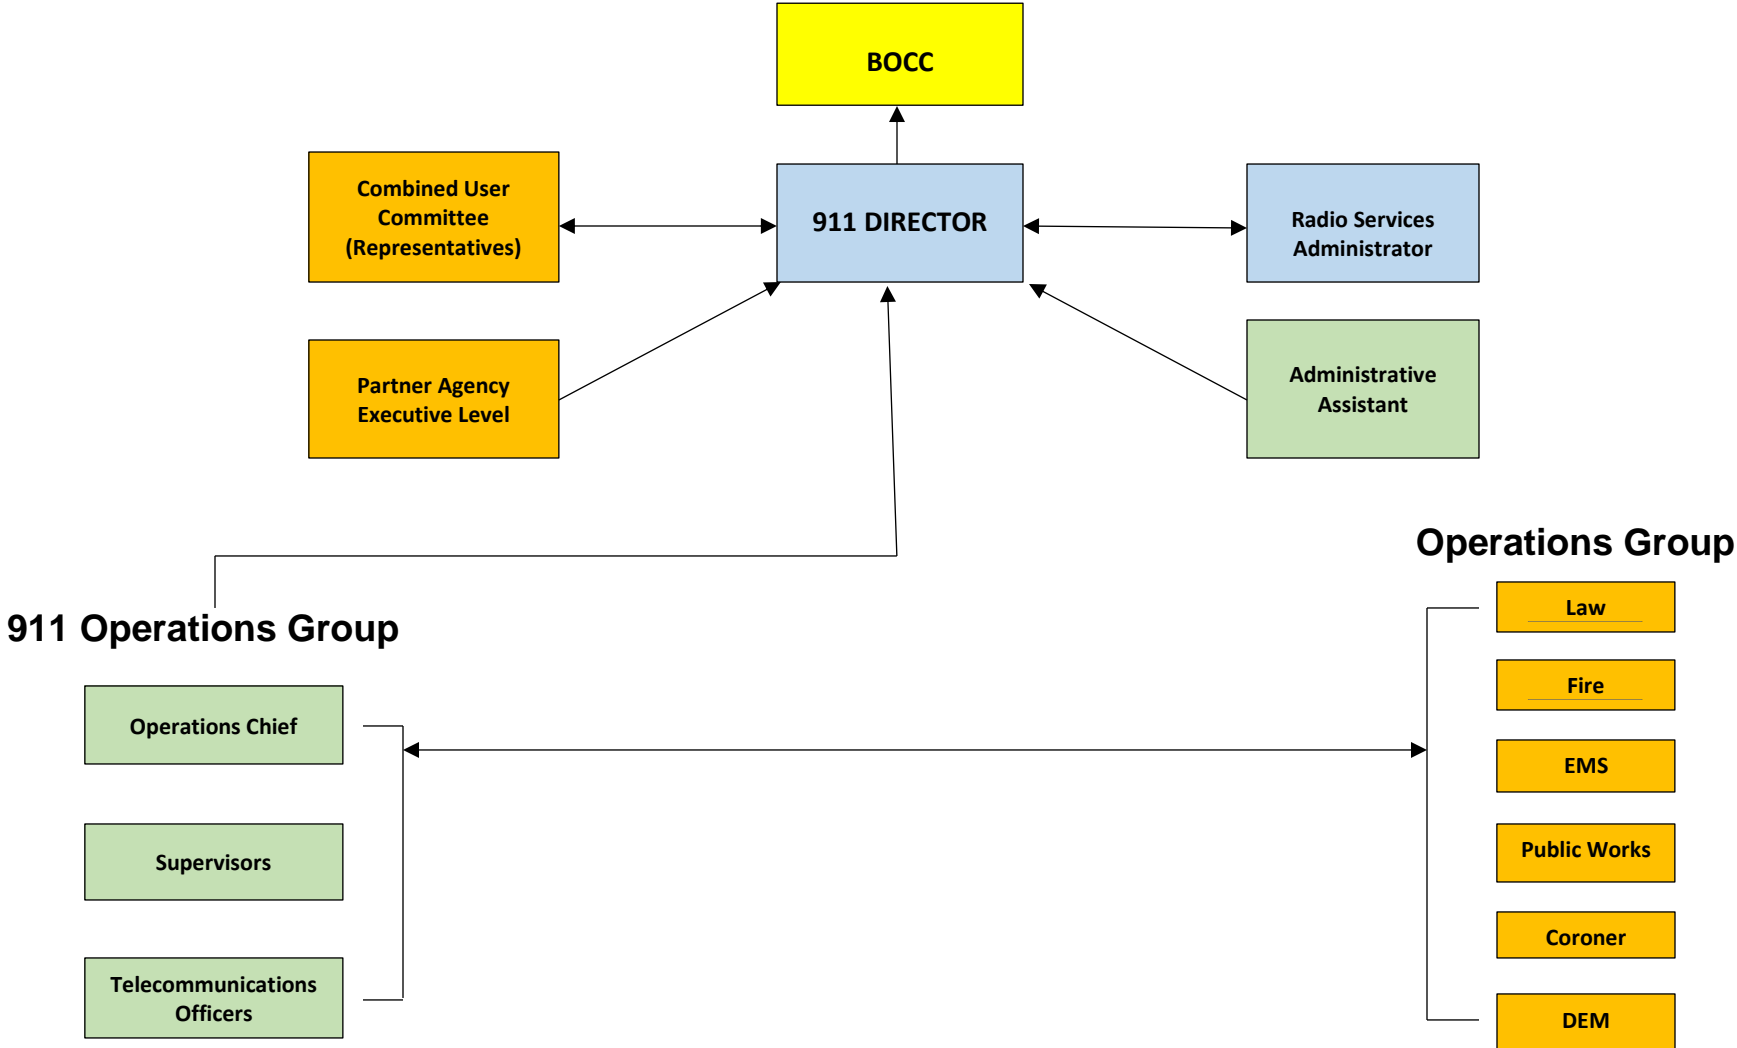 BOCC
Combined User
Committee
(Representatives)
911 DIRECTOR
Radio Services
Administrator
Partner Agency
Executive Level
Administrative
Assistant
Operations Group
911 Operations Group
Law
Fire
EMS
Public Works
Coroner
DEM
Operations Chief
Supervisors
Telecommunications
Officers